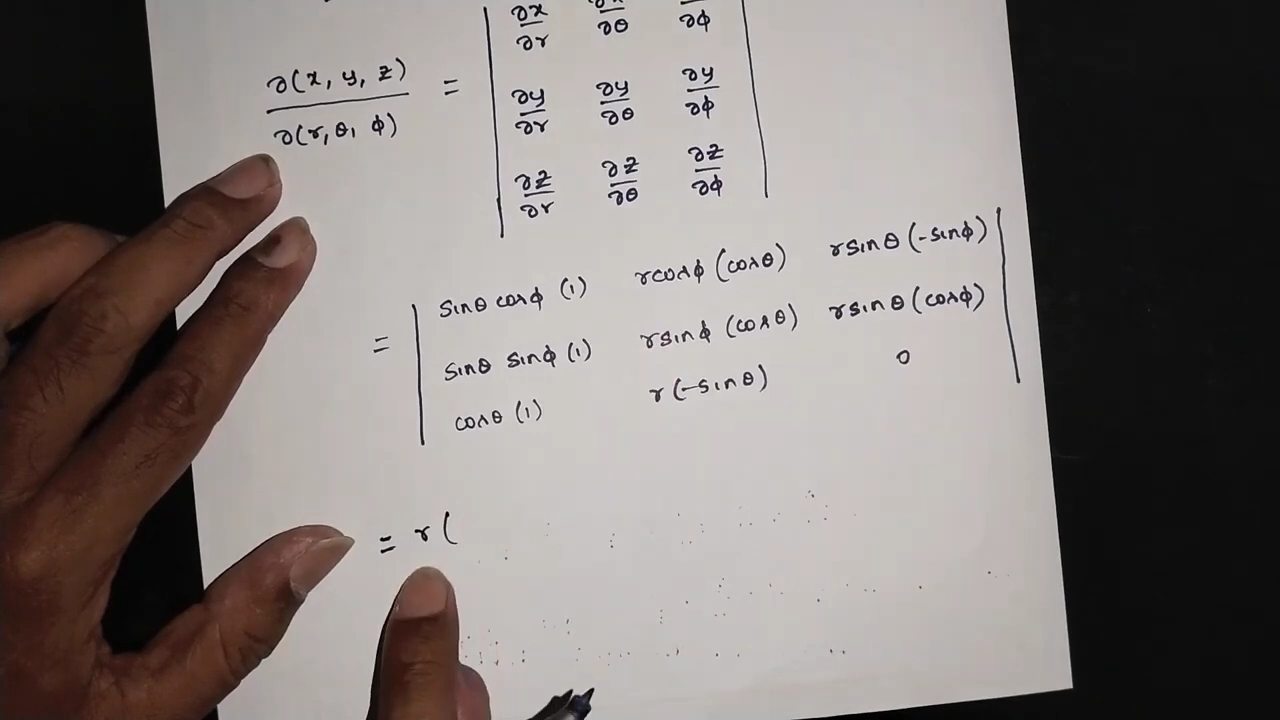 ∂x/∂r ∂x/∂θ /∂φ
∂(x, y, z)/∂(r, θ, φ) = | ∂y/∂r ∂y/∂θ ∂y/∂φ |
∂z/∂r ∂z/∂θ ∂z/∂φ
sinθ cosφ (1) rcosφ (cosθ) rsinθ (-sinφ)
= | sinθ sinφ (1) rsinφ (cosθ) rsinθ (cosφ) |
cosθ (1) r(-sinθ) 0
= r (